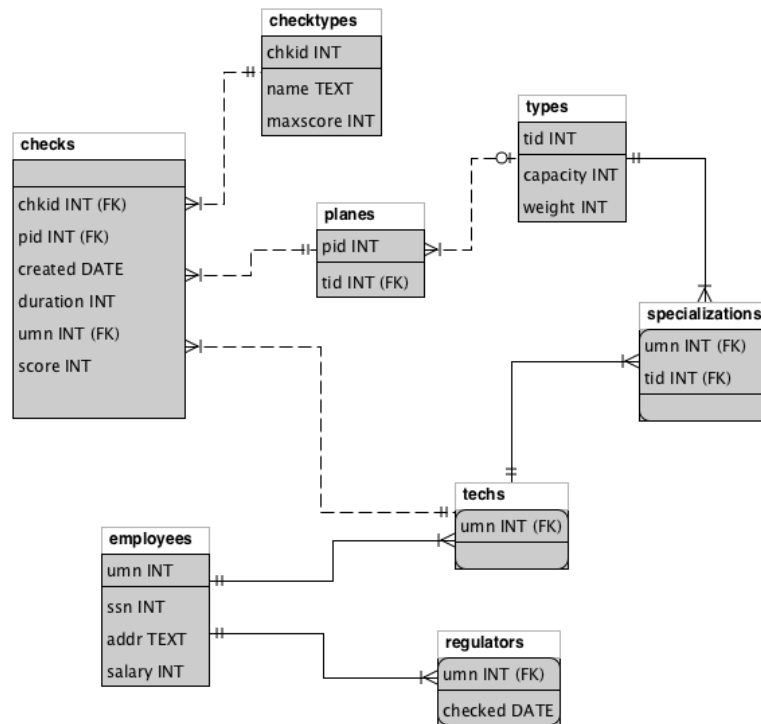 checktypes
chkid INT
name TEXT
maxscore INT
types
tid INT
capacity INT
weight INT
checks
chkid INT (FK)
pid INT (FK)
created DATE
duration INT
umn INT (FK)
score INT
planes
pid INT
tid INT (FK)
specializations
umn INT (FK)
tid INT (FK)
techs
umn INT (FK)
employees
umn INT
ssn INT
addr TEXT
salary INT
regulators
umn INT (FK)
checked DATE